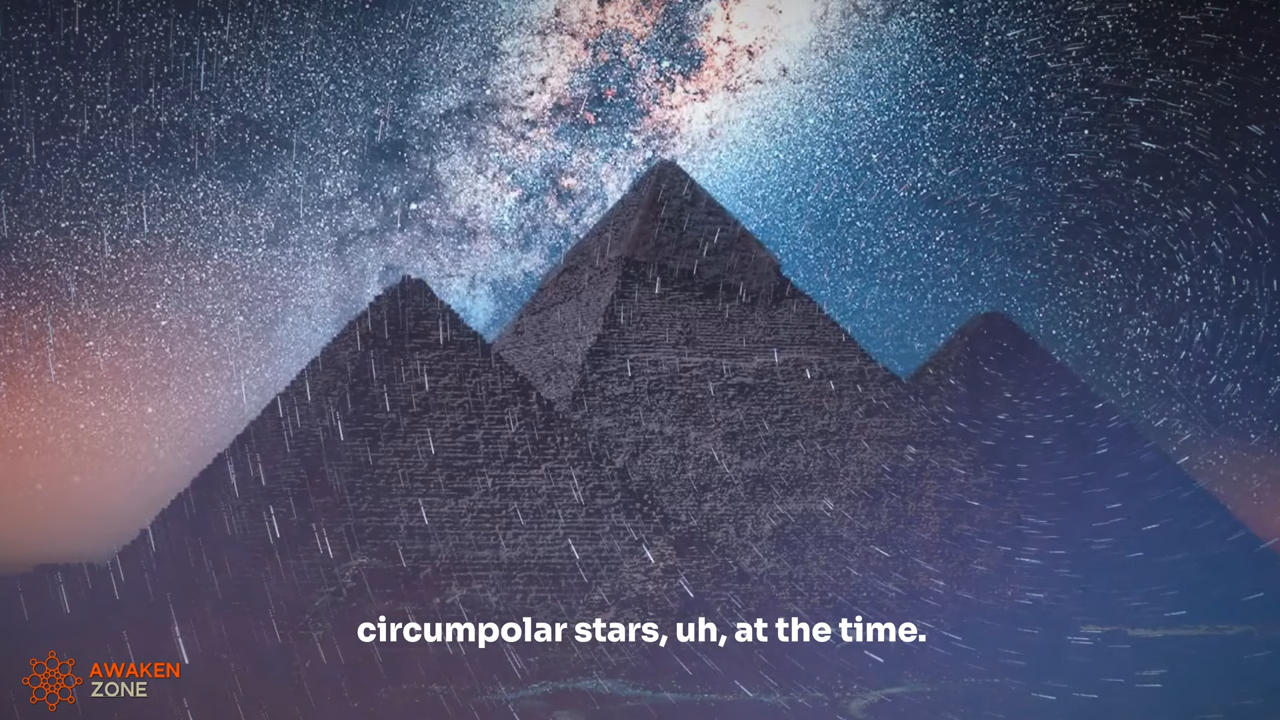 circumpolar stars, uh, at the time.
AWAKEN
ZONE